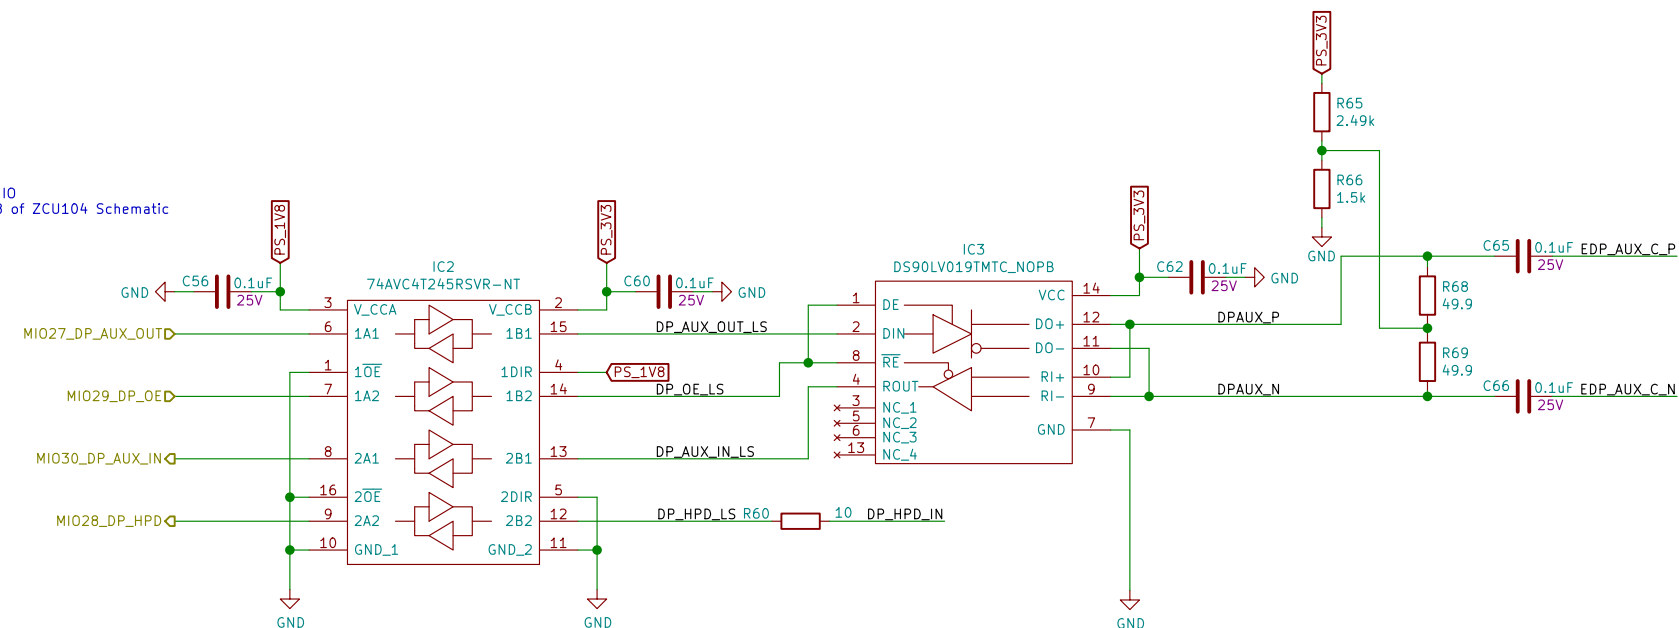 IO
of ZCU104 Schematic
PS_1V8
GND
C56
0.1uF
25V
PS_3V3
C60
0.1uF
25V
GND
IC2
74AVC4T245RSVR-NT
MIO27_DP_AUX_OUT
MIO29_DP_OE
MIO30_DP_AUX_IN
MIO28_DP_HPD
3
6
1
7
8
16
9
10
V_CCA
1A1
1OE
1A2
2A1
2OE
2A2
GND_1
V_CCB
1B1
1DIR
1B2
2B1
2DIR
2B2
GND_2
2
15
4
14
13
5
12
11
GND
GND
DP_AUX_OUT_LS
PS_1V8
DP_OE_LS
DP_AUX_IN_LS
DP_HPD_LS
R60
10
DP_HPD_IN
IC3
DS90LV019TMTC_NOPB
1
2
8
4
3
5
6
13
DE
DIN
RE
ROUT
NC_1
NC_2
NC_3
NC_4
VCC
DO+
DO-
RI+
RI-
GND
14
12
11
10
9
7
PS_3V3
C62
0.1uF
25V
GND
GND
DPAUX_P
DPAUX_N
PS_3V3
R65
2.49k
R66
1.5k
GND
R68
49.9
R69
49.9
C65
0.1uF
25V
EDP_AUX_C_P
C66
0.1uF
25V
EDP_AUX_C_N